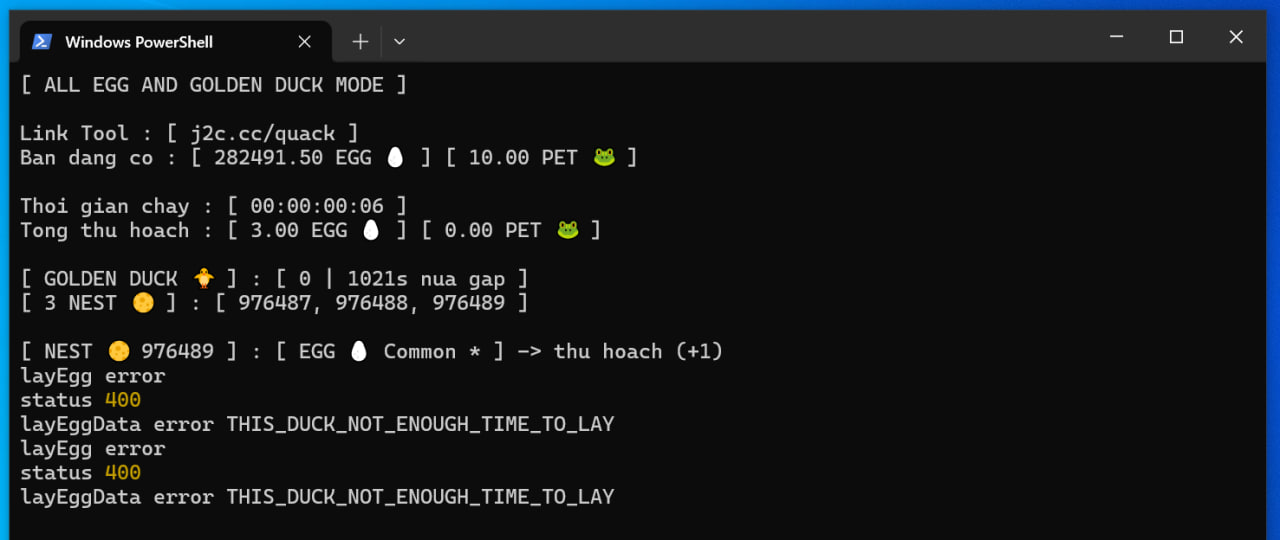 Windows PowerShell
[ ALL EGG AND GOLDEN DUCK MODE ]
Link Tool : [ j2c.cc/quack ]
Ban dang co : [ 282491.50 EGG 🥚 ] [ 10.00 PET 🐸 ]
Thoi gian chay : [ 00:00:00:06 ]
Tong thu hoach : [ 3.00 EGG 🥚 ] [ 0.00 PET 🐸 ]
[ GOLDEN DUCK 🐥 ] : [ 0 | 1021s nua gap ]
[ 3 NEST 🌕 ] : [ 976487, 976488, 976489 ]
[ NEST 🌕 976489 ] : [ EGG 🥚 Common * ] -> thu hoach (+1)
layEgg error
status 400
layEggData error THIS_DUCK_NOT_ENOUGH_TIME_TO_LAY
layEgg error
status 400
layEggData error THIS_DUCK_NOT_ENOUGH_TIME_TO_LAY